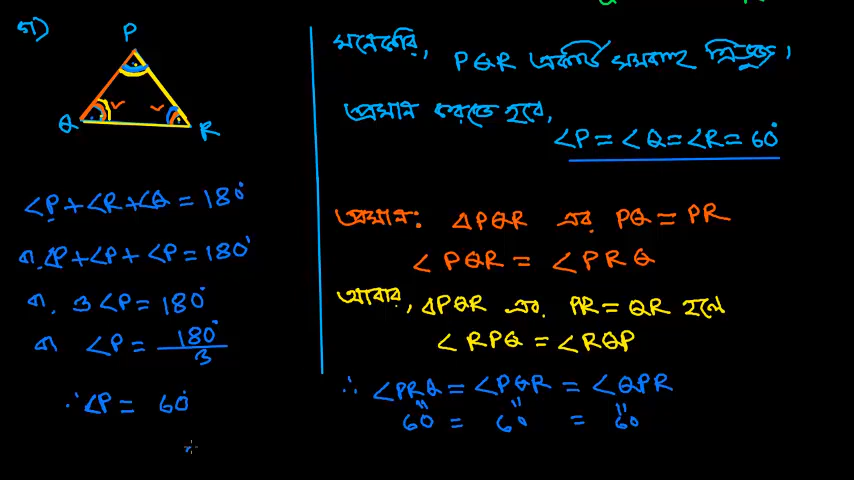 গ)
P
Q
R
∠P + ∠R + ∠Q = 180°
বা. ∠P + ∠P + ∠P = 180°
বা. 3 ∠P = 180°
বা ∠P = 180° / 3
∴ ∠P = 60°
মনেকরি, PQR একটি সমবাহু ত্রিভুজ।
প্রমাণ করতে হবে,
∠P = ∠Q = ∠R = 60°
প্রমাণ: ΔPQR এর PQ = PR
∠PQR = ∠PRQ
আবার, ΔPQR এর PR = QR হলে
∠RPQ = ∠RQP
∴ ∠PRQ = ∠PQR = ∠QPR
60 = 60 = 60